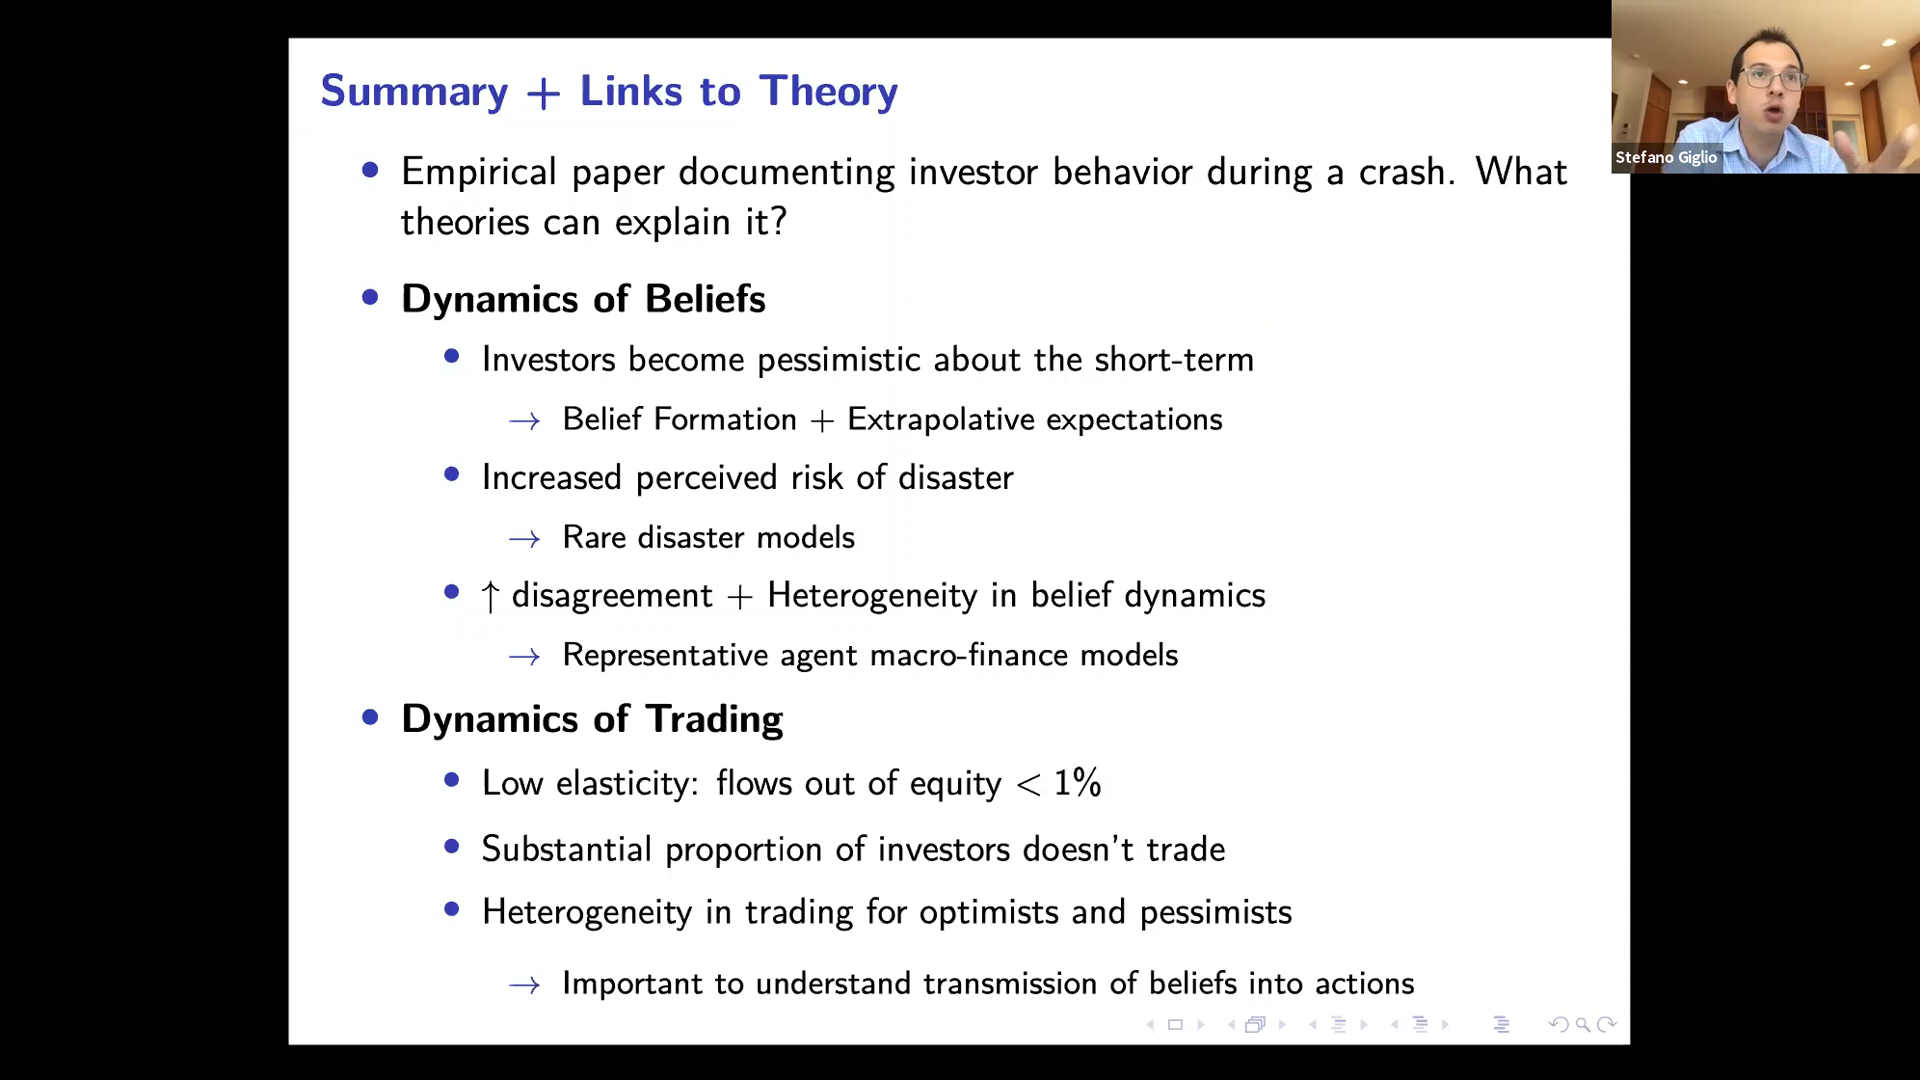 Summary + Links to Theory
Stefano Giglio
• Empirical paper documenting investor behavior during a crash. What
theories can explain it?
• Dynamics of Beliefs
• Investors become pessimistic about the short-term
→ Belief Formation + Extrapolative expectations
• Increased perceived risk of disaster
→ Rare disaster models
• ↑ disagreement + Heterogeneity in belief dynamics
→ Representative agent macro-finance models
• Dynamics of Trading
• Low elasticity: flows out of equity < 1%
• Substantial proportion of investors doesn't trade
• Heterogeneity in trading for optimists and pessimists
→ Important to understand transmission of beliefs into actions